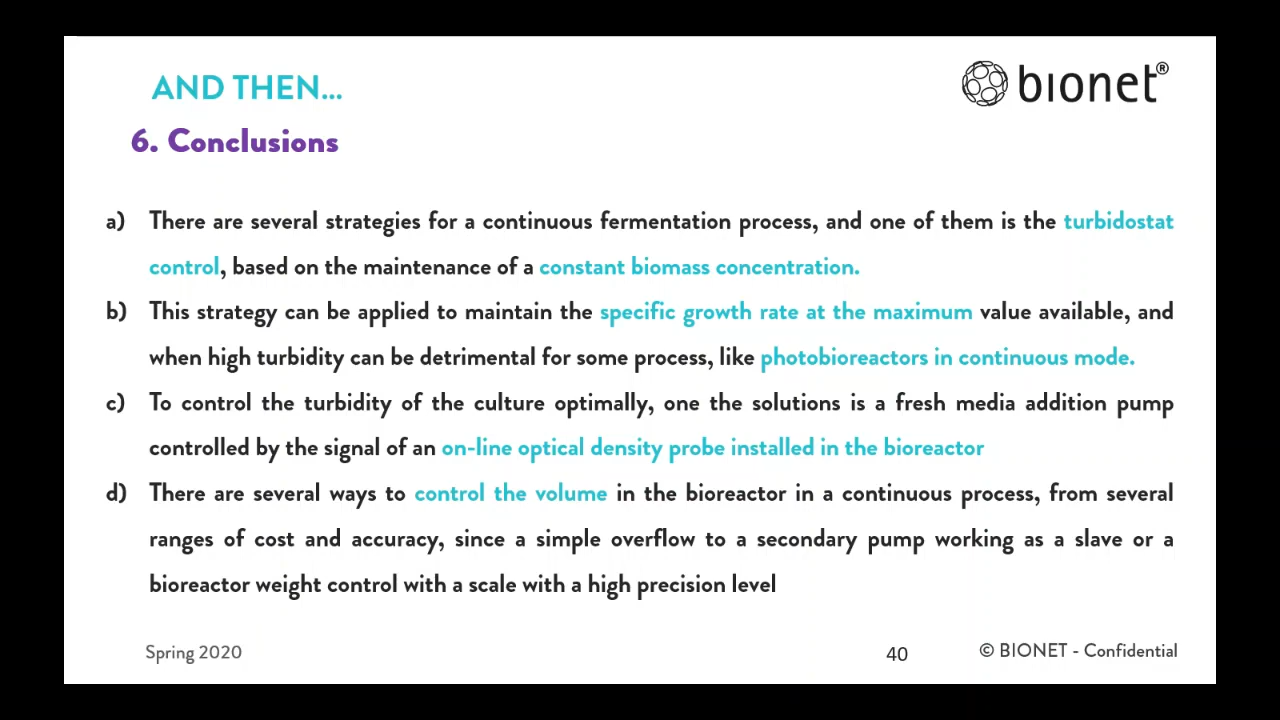 AND THEN...
bıonet®
6. Conclusions
a) There are several strategies for a continuous fermentation process, and one of them is the turbidostat
control, based on the maintenance of a constant biomass concentration.
b) This strategy can be applied to maintain the specific growth rate at the maximum value available, and
when high turbidity can be detrimental for some process, like photobioreactors in continuous mode.
c) To control the turbidity of the culture optimally, one the solutions is a fresh media addition pump
controlled by the signal of an on-line optical density probe installed in the bioreactor
d) There are several ways to control the volume in the bioreactor in a continuous process, from several
ranges of cost and accuracy, since a simple overflow to a secondary pump working as a slave or a
bioreactor weight control with a scale with a high precision level
Spring 2020
40
© BIONET - Confidential